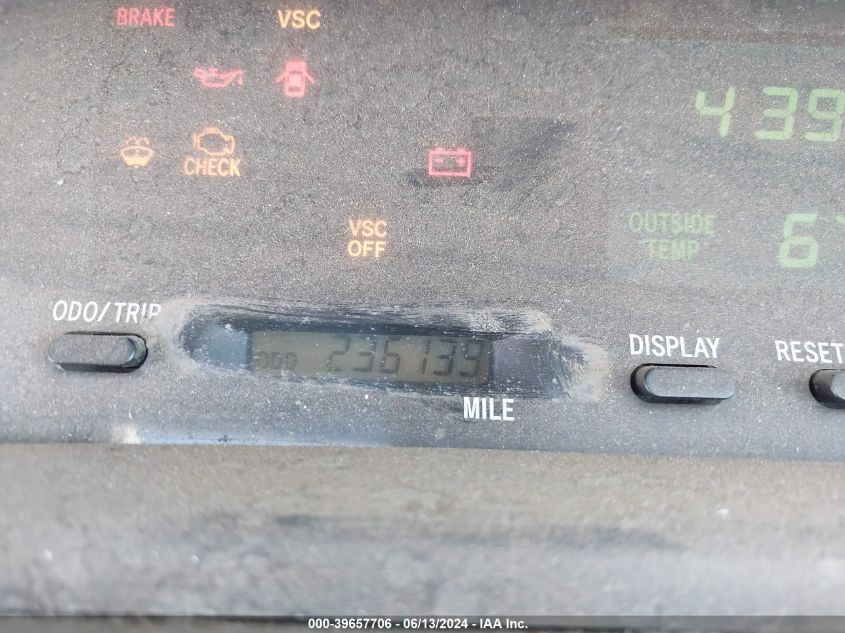 BRAKE VSC
439
CHECK
VSC
OFF
OUTSIDE
TEMP
ODO/TRIP
ODO 236139
MILE
DISPLAY
RESET
000-39657706 - 06/13/2024 - IAA Inc.